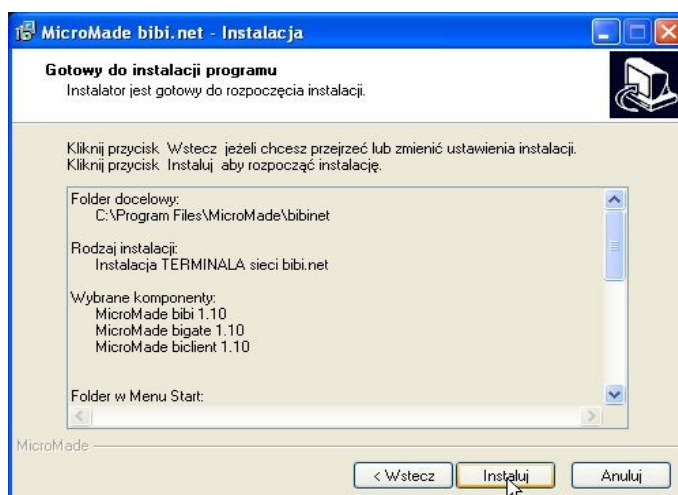 MicroMade bibi.net - Instalacja
Gotowy do instalacji programu
Instalator jest gotowy do rozpoczęcia instalacji.
Kliknij przycisk Wstecz jeżeli chcesz przejrzeć lub zmienić ustawienia instalacji.
Kliknij przycisk Instaluj aby rozpocząć instalację.
Folder docelowy:
C:\Program Files\MicroMade\bibinet
Rodzaj instalacji:
Instalacja TERMINALA sieci bibi.net
Wybrane komponenty:
MicroMade bibi 1.10
MicroMade bigate 1.10
MicroMade biclient 1.10
Folder w Menu Start:
MicroMade
< Wstecz Instaluj Anuluj